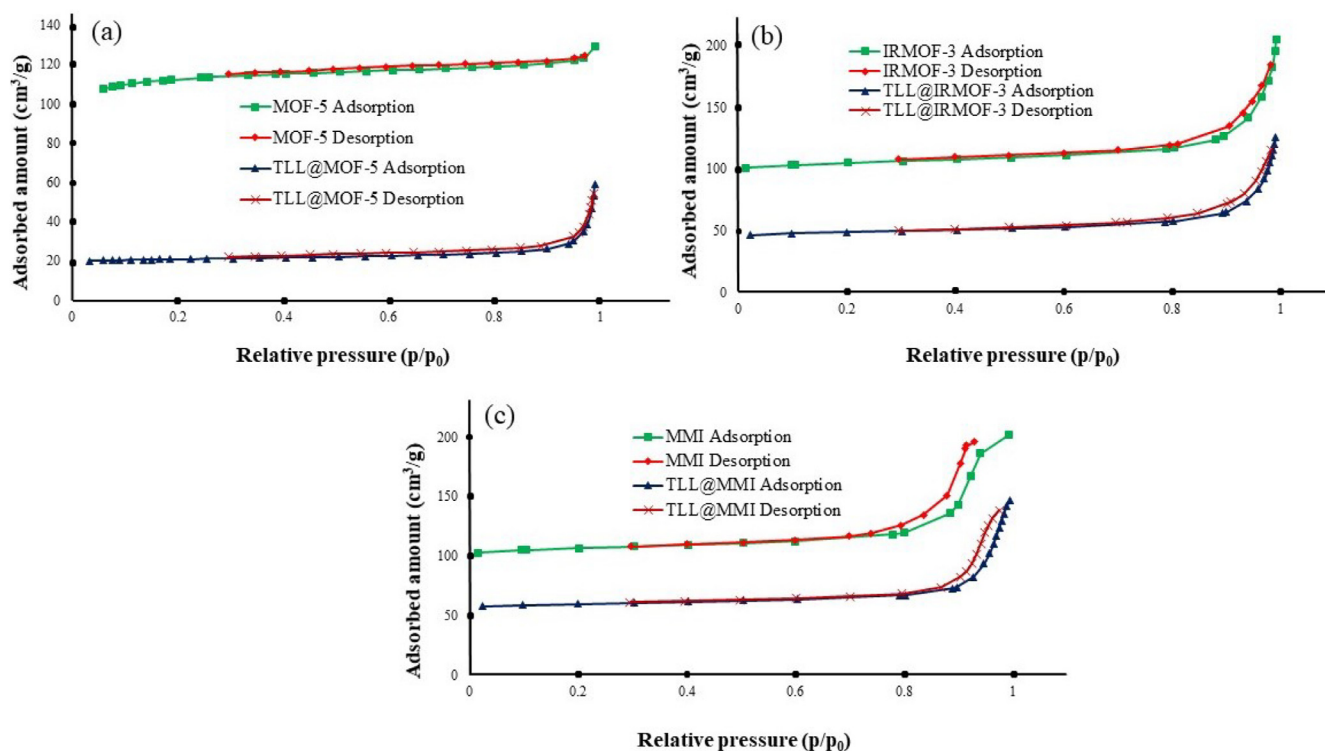 (a)
Adsorbed amount (cm³/g)
140
120
100
80
60
40
20
0
MOF-5 Adsorption
MOF-5 Desorption
TLL@MOF-5 Adsorption
TLL@MOF-5 Desorption
0 0.2 0.4 0.6 0.8 1
Relative pressure (p/p₀)
(b)
Adsorbed amount (cm³/g)
200
150
100
50
0
IRMOF-3 Adsorption
IRMOF-3 Desorption
TLL@IRMOF-3 Adsorption
TLL@IRMOF-3 Desorption
0 0.2 0.4 0.6 0.8 1
Relative pressure (p/p₀)
(c)
Adsorbed amount (cm³/g)
200
150
100
50
0
MMI Adsorption
MMI Desorption
TLL@MMI Adsorption
TLL@MMI Desorption
0 0.2 0.4 0.6 0.8 1
Relative pressure (p/p₀)